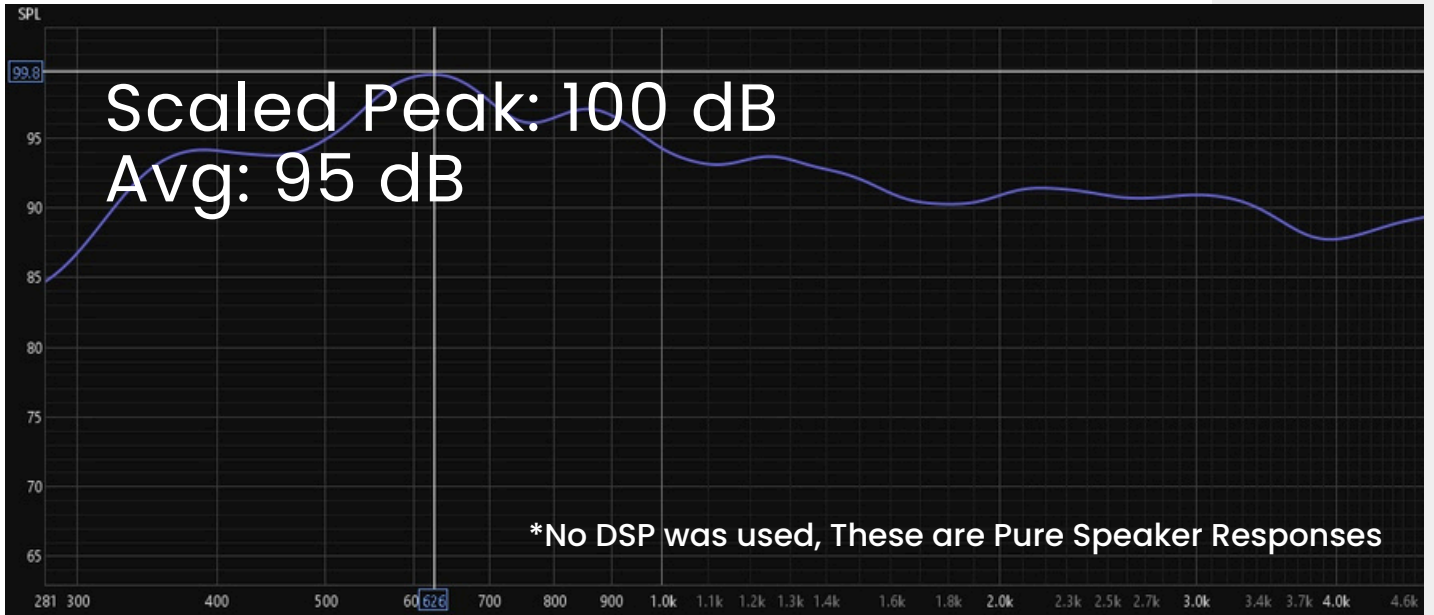 SPL
99.8
Scaled Peak: 100 dB
95
Avg: 95 dB
90
85
80
75
70
*No DSP was used, These are Pure Speaker Responses
65
281 300 400 500 60 626 700 800 900 1.0k 1.1k 1.2k 1.3k 1.4k 1.6k 1.8k 2.0k 2.3k 2.5k 2.7k 3.0k 3.4k 3.7k 4.0k 4.6k